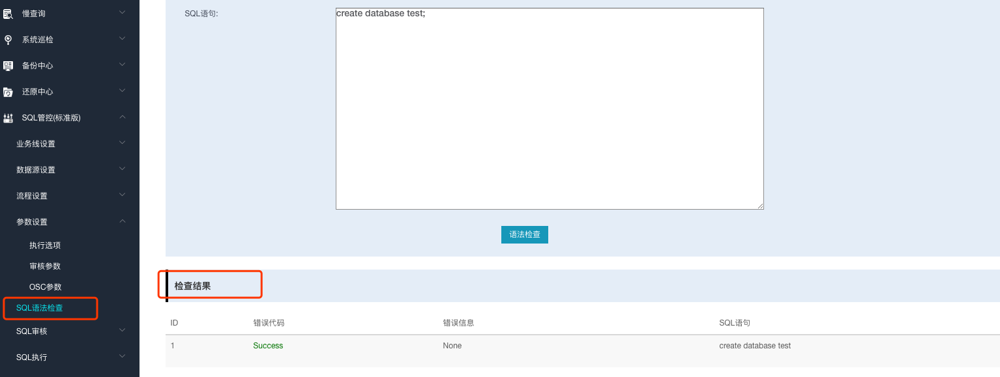 慢查询
系统巡检
备份中心
还原中心
SQL管控(标准版)
业务线设置
数据源设置
流程设置
参数设置
执行选项
审核参数
OSC参数
SQL语法检查
SQL审核
SQL执行
SQL语句:
create database test;
语法检查
检查结果
ID 错误代码 错误信息 SQL语句
1 Success None create database test